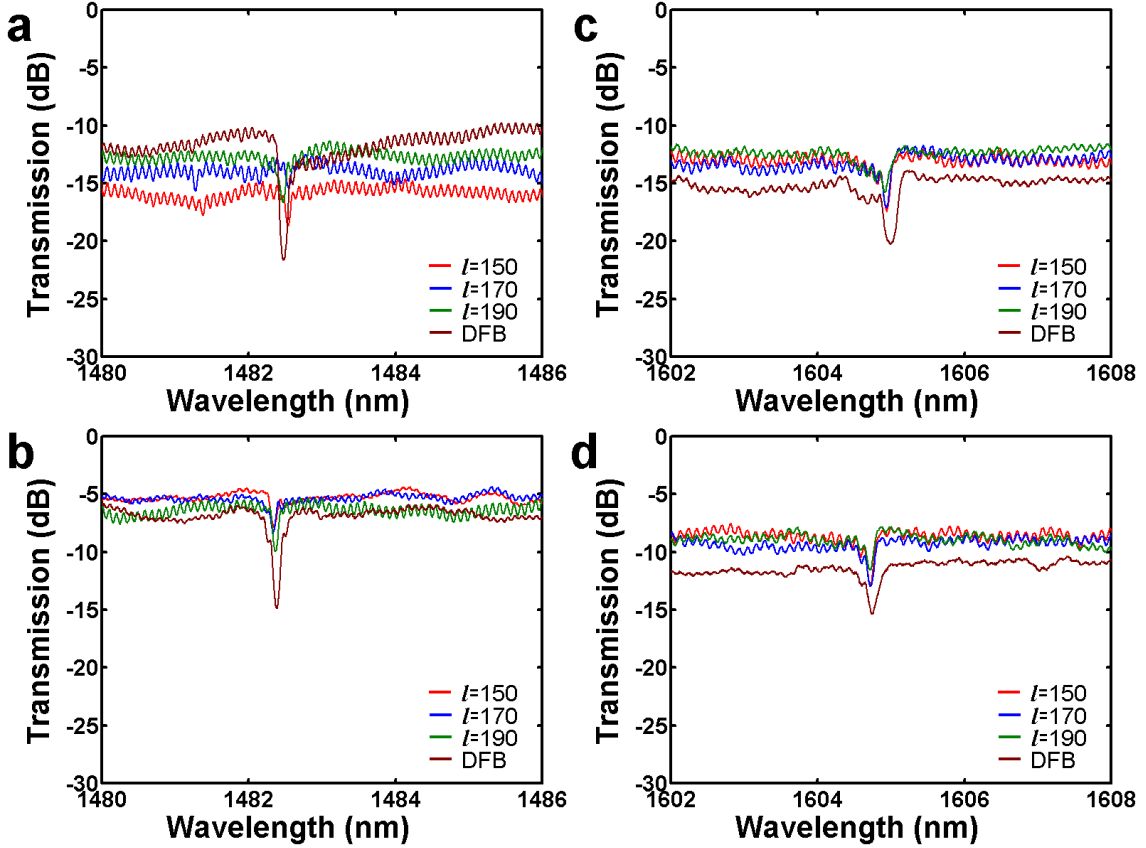 a
0
-5
-10
-15
-20
-25
-30
Transmission (dB)
l=150
l=170
l=190
DFB
1480 1482 1484 1486
Wavelength (nm)
c
0
-5
-10
-15
-20
-25
-30
Transmission (dB)
l=150
l=170
l=190
DFB
1602 1604 1606 1608
Wavelength (nm)
b
0
-5
-10
-15
-20
-25
-30
Transmission (dB)
l=150
l=170
l=190
DFB
1480 1482 1484 1486
Wavelength (nm)
d
0
-5
-10
-15
-20
-25
-30
Transmission (dB)
l=150
l=170
l=190
DFB
1602 1604 1606 1608
Wavelength (nm)